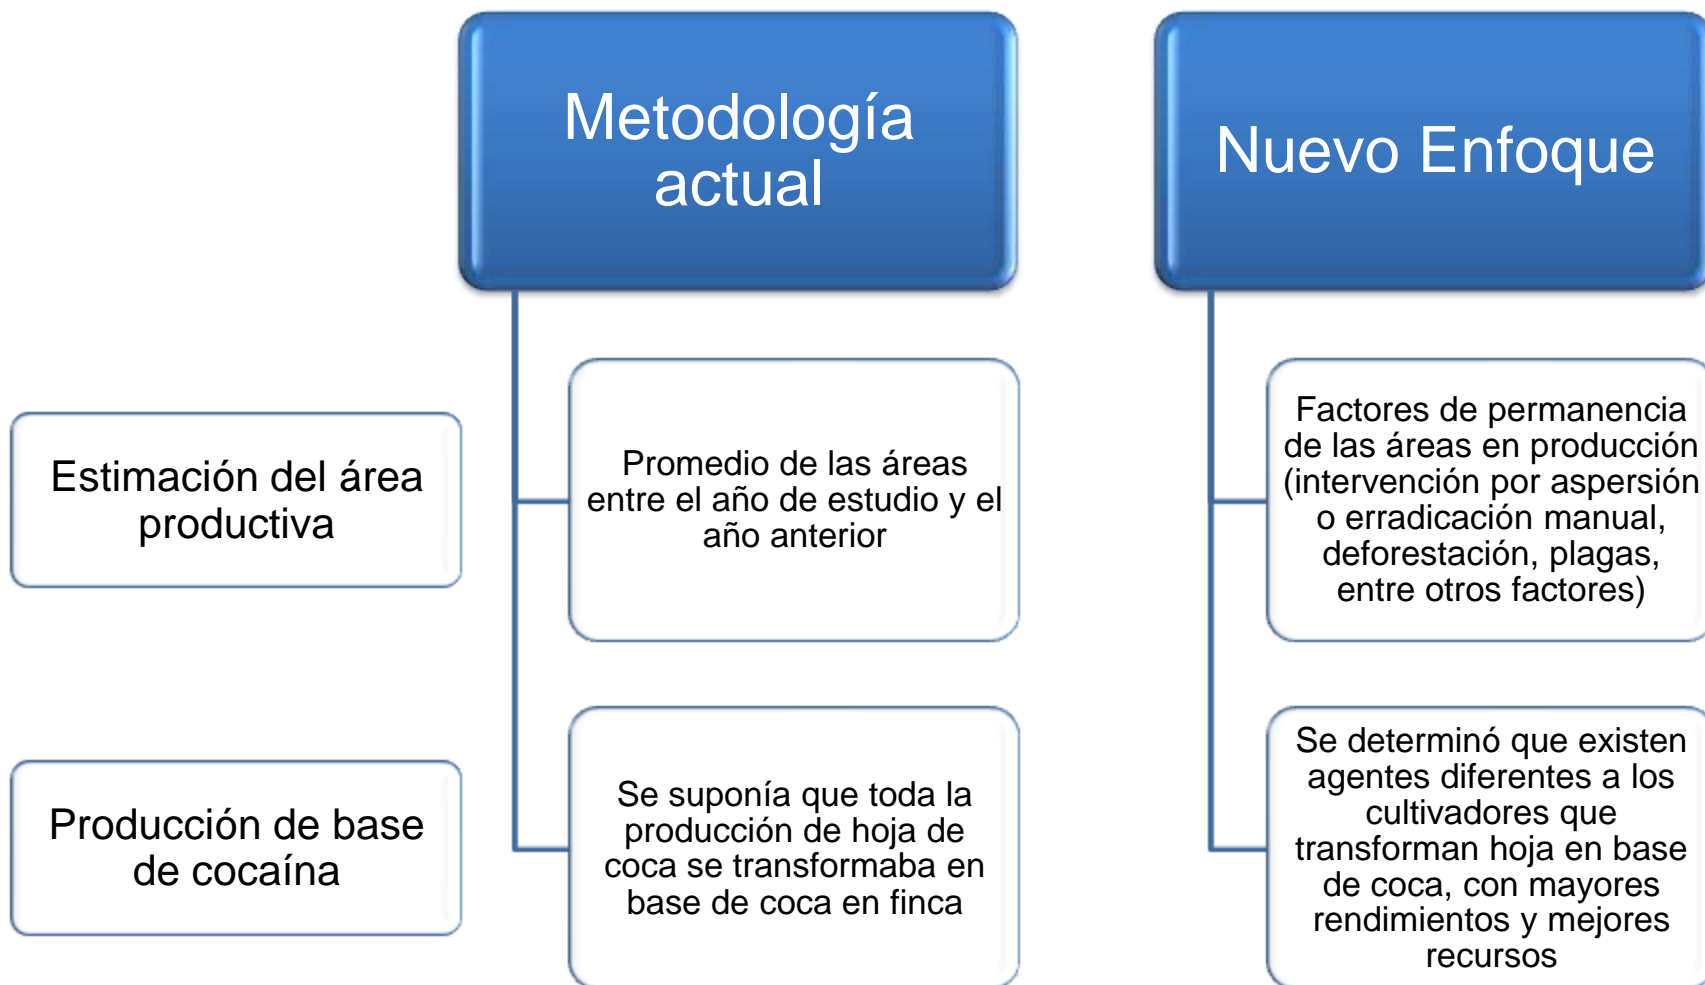 Metodología
actual
Nuevo Enfoque
Estimación del área
productiva
Promedio de las áreas
entre el año de estudio y el
año anterior
Factores de permanencia
de las áreas en producción
(intervención por aspersión
o erradicación manual,
deforestación, plagas,
entre otros factores)
Producción de base
de cocaína
Se suponía que toda la
producción de hoja de
coca se transformaba en
base de coca en finca
Se determinó que existen
agentes diferentes a los
cultivadores que
transforman hoja en base
de coca, con mayores
rendimientos y mejores
recursos